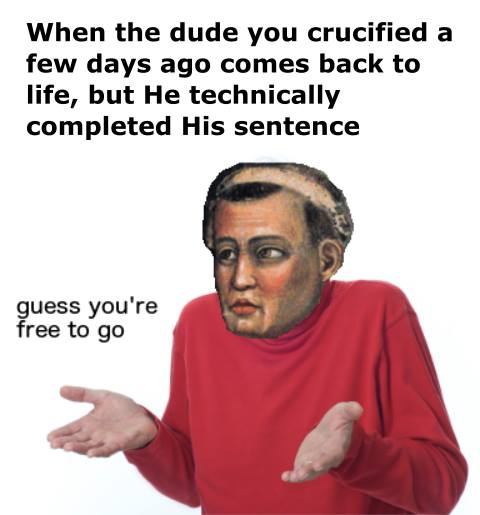 When the dude you crucified a
few days ago comes back to
life, but He technically
completed His sentence
guess you're
free to go